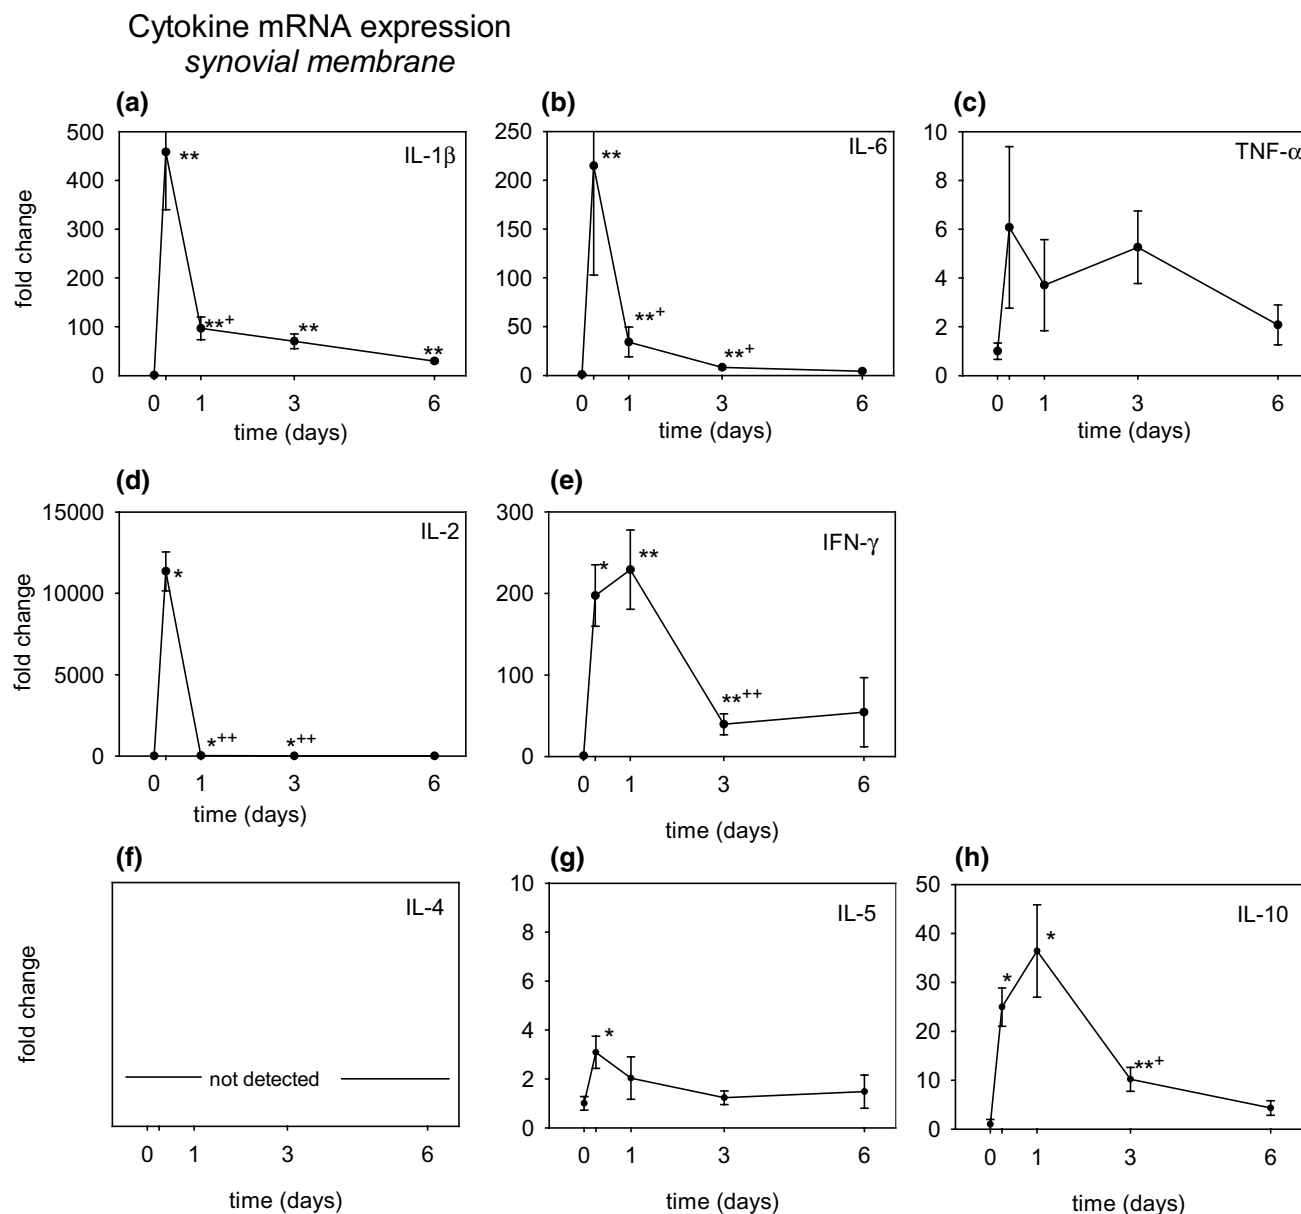 Cytokine mRNA expression
synovial membrane
(a)
(b)
(c)
500
400
300
200
100
0
fold change
IL-1β
**
**+
**
**
0 1 3 6
time (days)
250
200
150
100
50
0
IL-6
**
**+
**+
0 1 3 6
time (days)
10
8
6
4
2
0
TNF-α
0 1 3 6
time (days)
(d)
(e)
15000
10000
5000
0
fold change
IL-2
*
*++
*++
0 1 3 6
time (days)
300
200
100
0
IFN-γ
*
**
**++
0 1 3 6
time (days)
(f)
(g)
(h)
fold change
IL-4
not detected
0 1 3 6
time (days)
10
8
6
4
2
0
IL-5
*
0 1 3 6
time (days)
50
40
30
20
10
0
IL-10
*
*
**+
0 1 3 6
time (days)